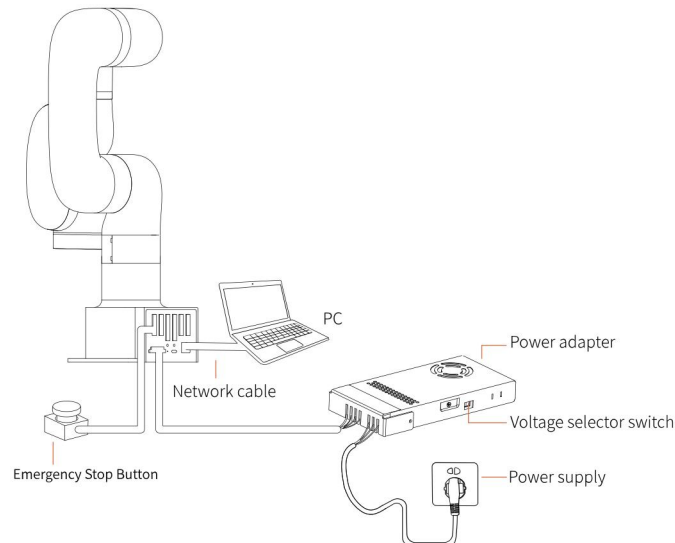 PC
Power adapter
Network cable
Voltage selector switch
Emergency Stop Button
Power supply